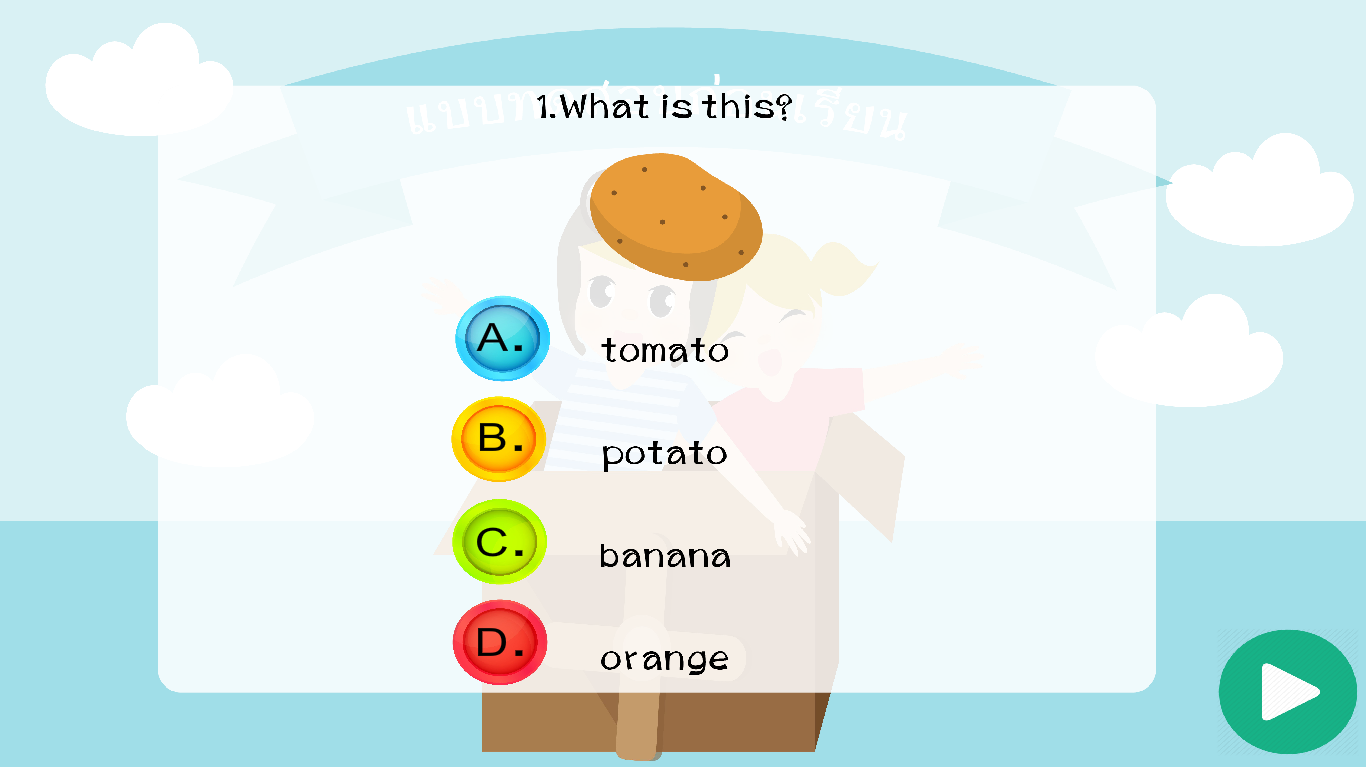 1.What is this?
A. tomato
B. potato
C. banana
D. orange